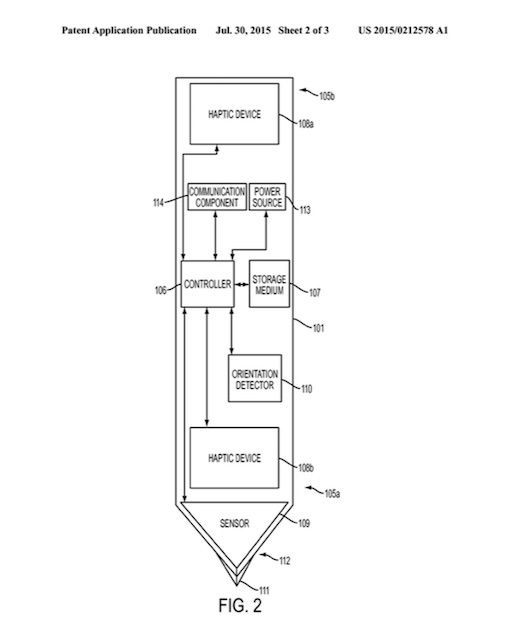 Patent Application Publication Jul. 30, 2015 Sheet 2 of 3 US 2015/0212578 A1
105b
HAPTIC DEVICE
108a
COMMUNICATION
COMPONENT
114
POWER
SOURCE
113
CONTROLLER
106
STORAGE
MEDIUM
107
101
ORIENTATION
DETECTOR
110
HAPTIC DEVICE
108b
105a
SENSOR
109
112
111
FIG. 2